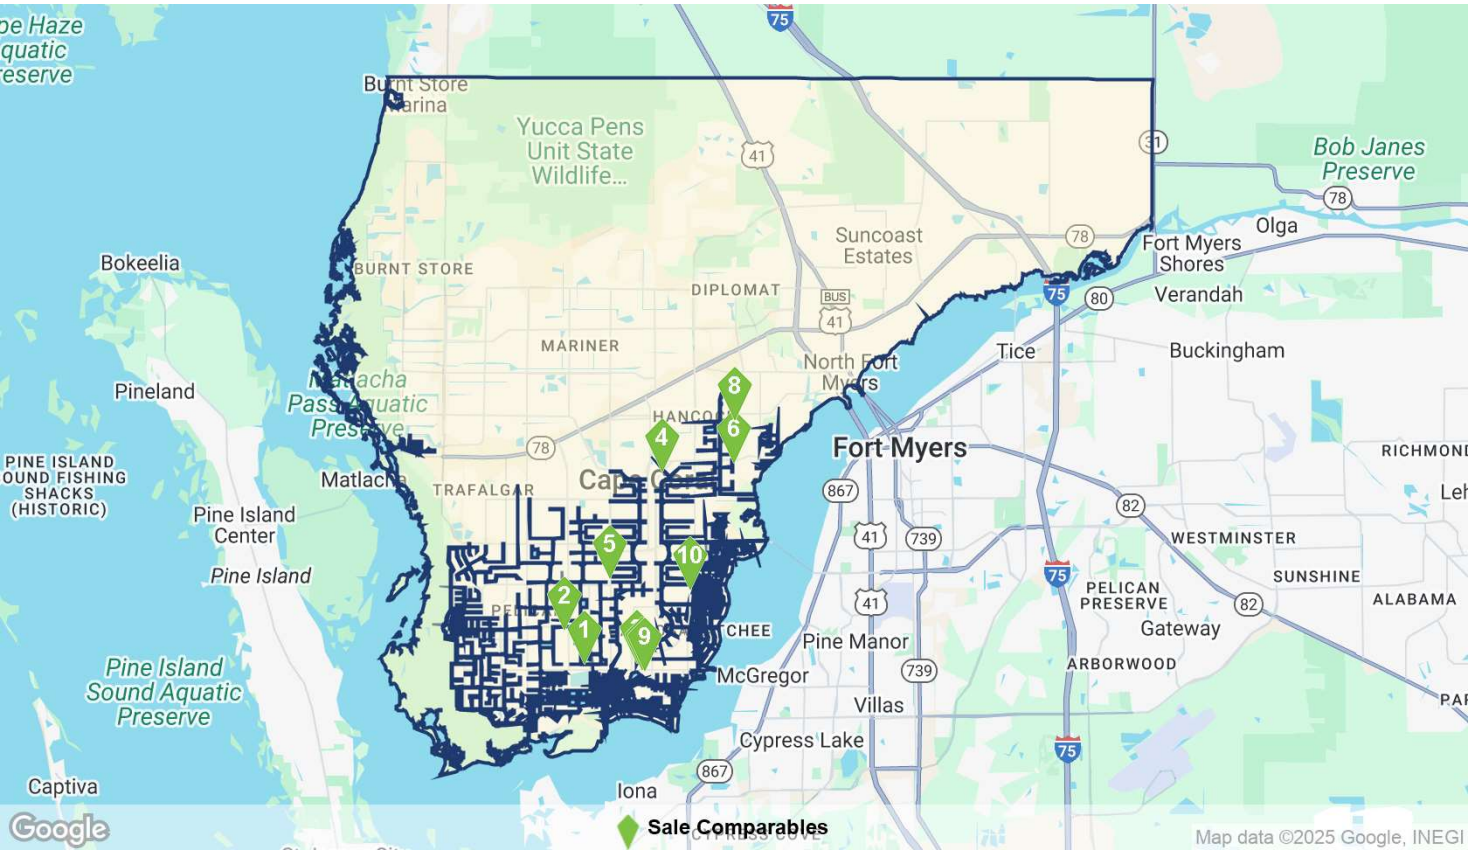 pe Haze
quatic
reserve
75
Burnt Store
Marina
Yucca Pens
Unit State
Wildlife...
41
31
Bob Janes
Preserve
78
Olga
Suncoast
Estates
78
Fort Myers
Shores
Bokeelia
BURNT STORE
DIPLOMAT
75
80
Verandah
BUS
41
MARINER
Tice
Buckingham
North Fort
Myers
Pineland
Matlacha
Pass Aquatic
Preserve
8
HANCOCK
6
4
78
Fort Myers
RICHMOND
PINE ISLAND
OUND FISHING
SHACKS
(HISTORIC)
Matlacha
Cape Coral
TRAFALGAR
867
Leh
82
Pine Island
Center
41
739
WESTMINSTER
5
10
Pine Island
75
SUNSHINE
PELICAN
PRESERVE
ALABAMA
2
41
82
Gateway
1
9
TCHEE
Pine Manor
ARBORWOOD
Pine Island
Sound Aquatic
Preserve
McGregor
739
PAR
Villas
Cypress Lake
75
867
Captiva
Iona
Sale Comparables
CYPRESS COVE
Google
Map data ©2025 Google, INEGI